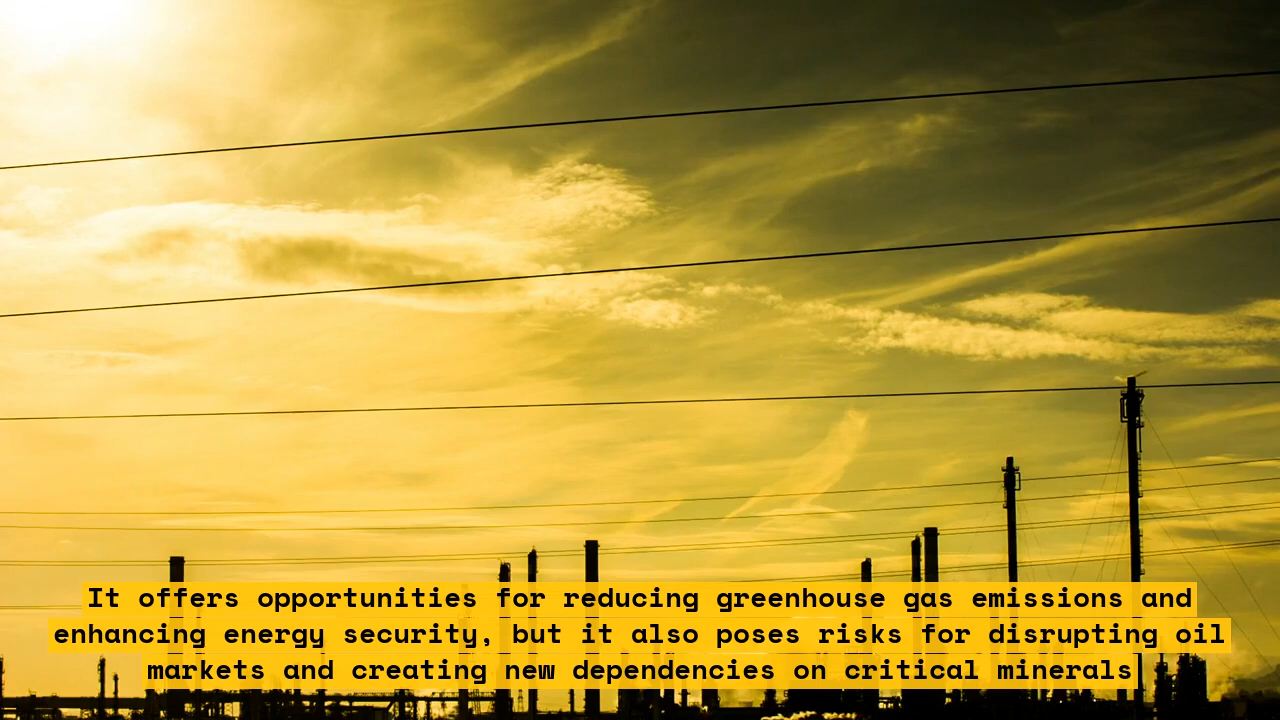 It offers opportunities for reducing greenhouse gas emissions and
enhancing energy security, but it also poses risks for disrupting oil
markets and creating new dependencies on critical minerals